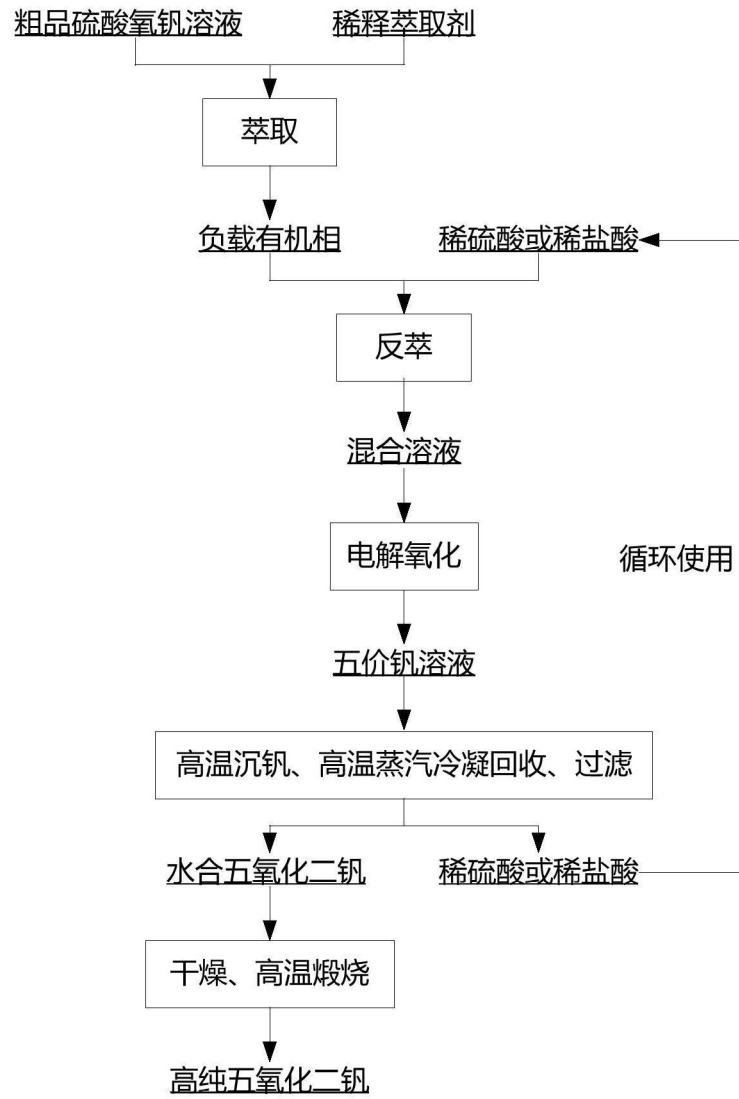 粗品硫酸氧钒溶液
稀释萃取剂
萃取
负载有机相
稀硫酸或稀盐酸
反萃
混合溶液
电解氧化
循环使用
五价钒溶液
高温沉钒、高温蒸汽冷凝回收、过滤
水合五氧化二钒
稀硫酸或稀盐酸
干燥、高温煅烧
高纯五氧化二钒